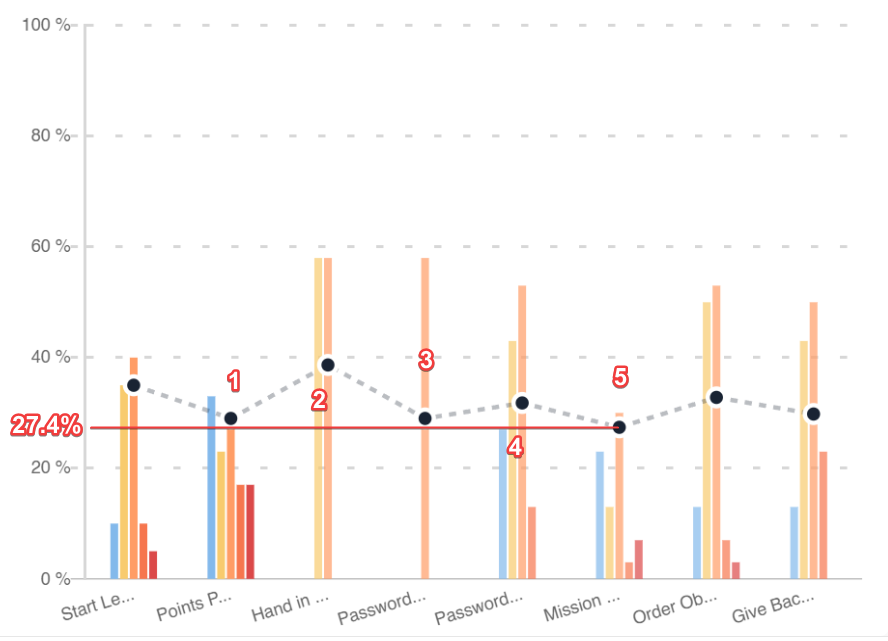 100 %
80 %
60 %
40 %
20 %
0 %
27.4%
1
2
3
4
5
Start Le...
Points P...
Hand in ...
Password...
Password...
Mission ...
Order Ob...
Give Bac...